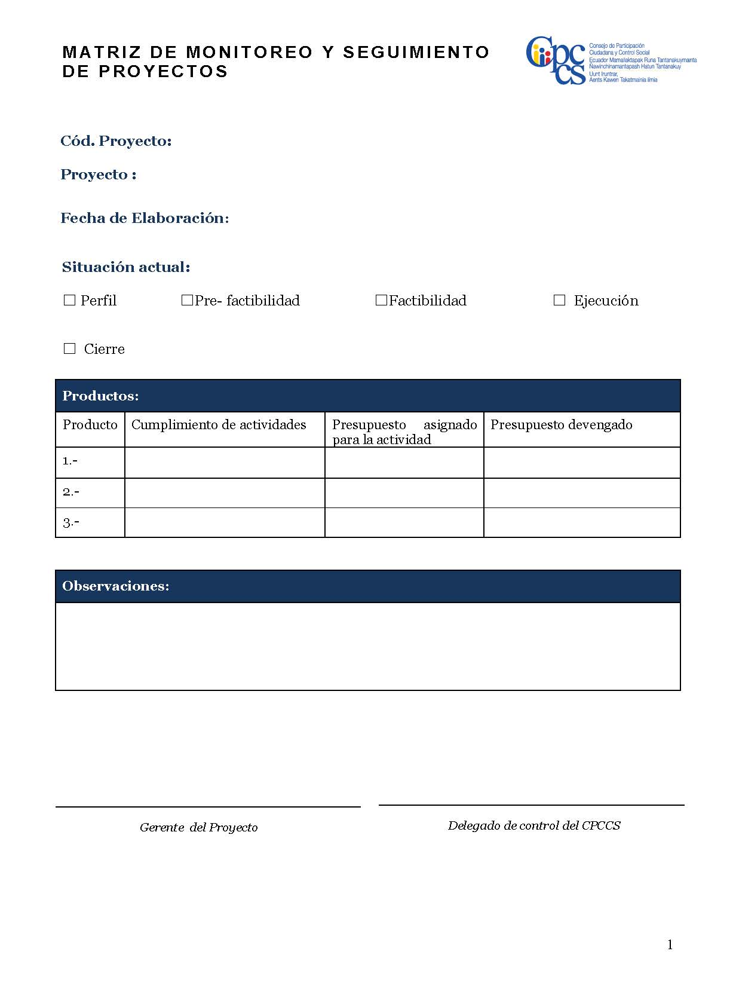 MATRIZ DE MONITOREO Y SEGUIMIENTO
DE PROYECTOS
Cpccs
Consejo de Participación
Ciudadana y Control Social
Ecuador Mamallaktapak Runa Tantanakuymanta
Ñawinchinamantapash Hatun Tantanakuy
Uunt Iruntrar,
Aents Kawen Takatmainia iimia
Cód. Proyecto:
Proyecto :
Fecha de Elaboración:
Situación actual:
☐ Perfil ☐Pre- factibilidad ☐Factibilidad ☐ Ejecución
☐ Cierre
Productos:
Producto Cumplimiento de actividades Presupuesto asignado Presupuesto devengado
para la actividad
1.-
2.-
3.-
Observaciones:
Gerente del Proyecto Delegado de control del CPCCS
1